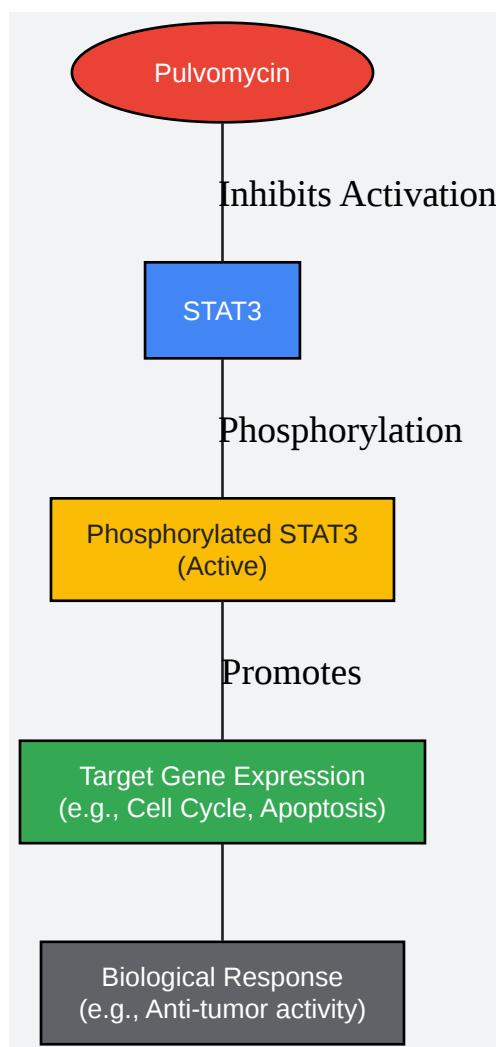 Pulvomycin
Inhibits Activation
STAT3
Phosphorylation
Phosphorylated STAT3
(Active)
Promotes
Target Gene Expression
(e.g., Cell Cycle, Apoptosis)
Biological Response
(e.g., Anti-tumor activity)